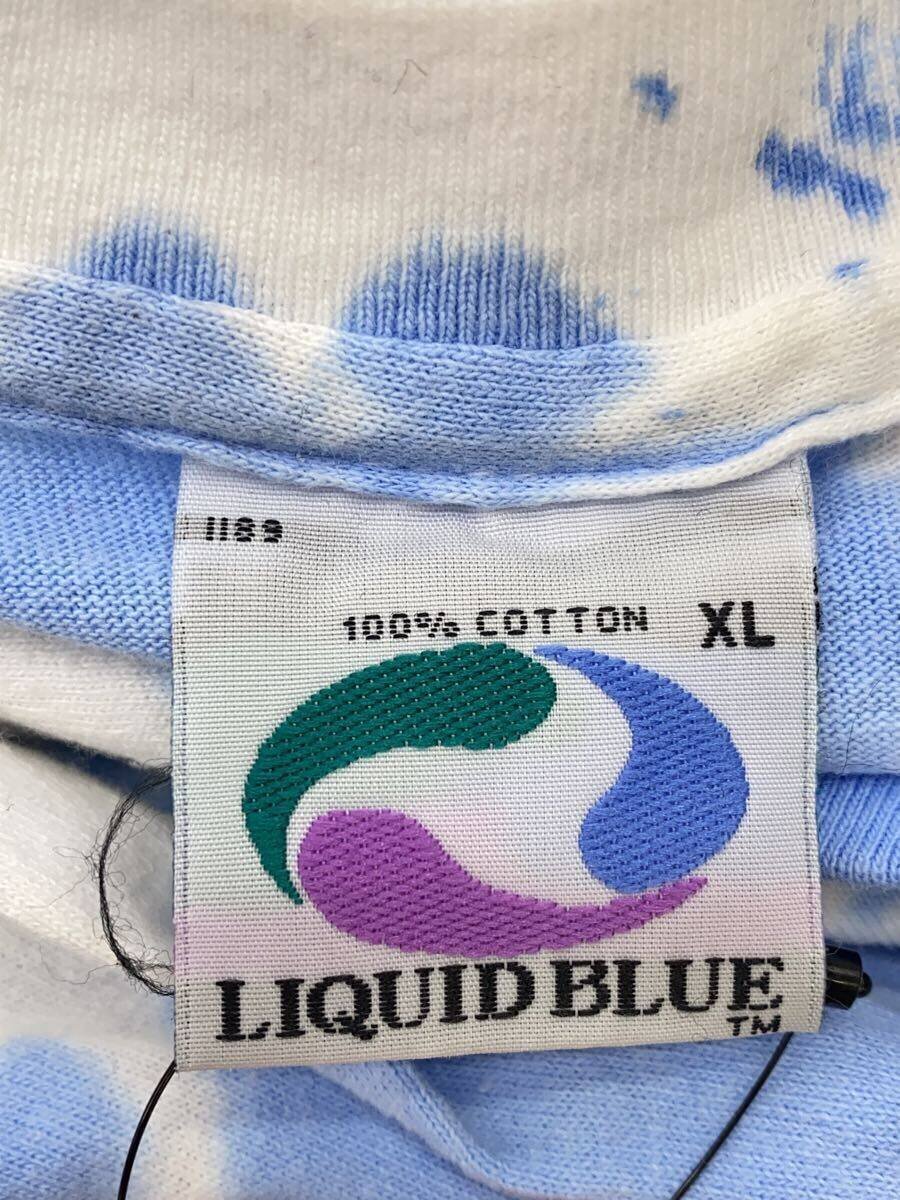 1189
100% COTTON XL
LIQUID BLUE
TM